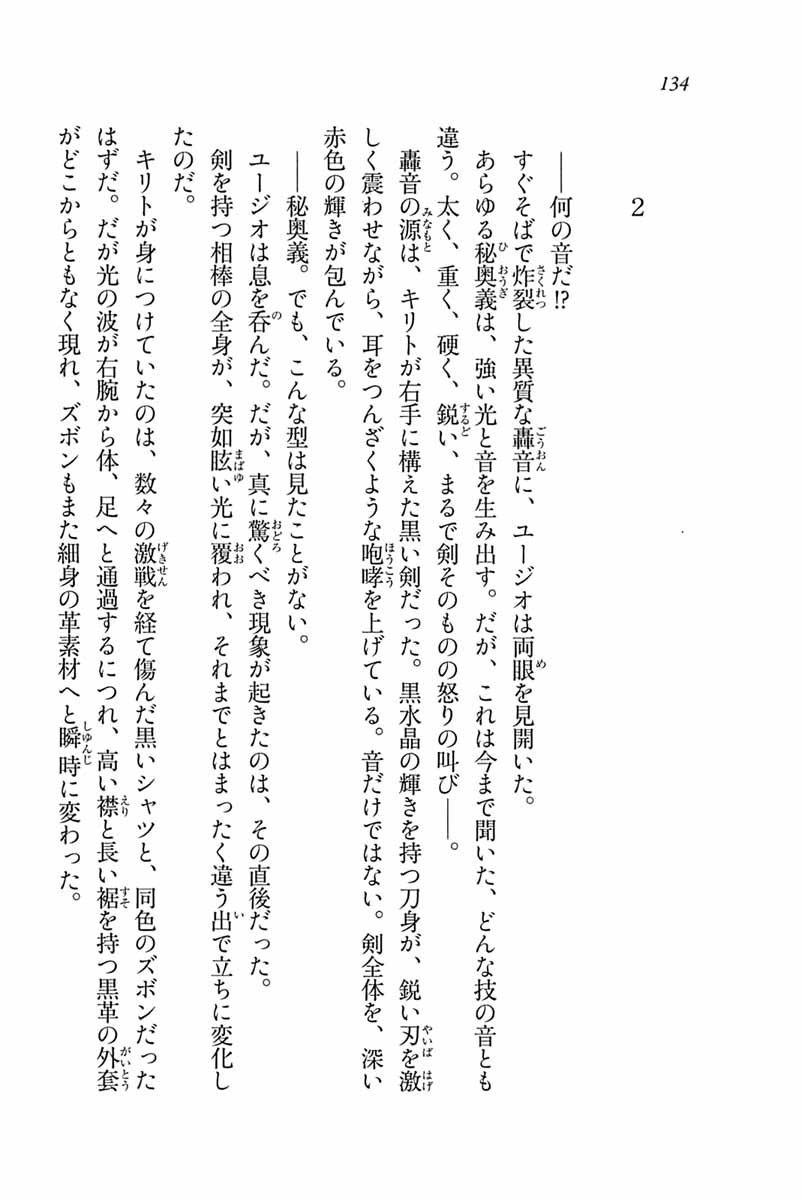 134
2
――何の音だ!?
すぐそばで炸裂した異質な轟音に、ユージオは両眼を見開いた。
あらゆる秘奥義は、強い光と音を生み出す。だが、これは今まで聞いた、どんな技の音とも
違う。太く、重く、硬く、鋭い、まるで剣そのものの怒りの叫び――。
轟音の源は、キリトが右手に構えた黒い剣だった。黒水晶の輝きを持つ刀身が、鋭い刃を激
しく震わせながら、耳をつんざくような咆哮を上げている。音だけではない。剣全体を、深い
赤色の輝きが包んでいる。
――秘奥義。でも、こんな型は見たことがない。
ユージオは息を呑んだ。だが、真に驚くべき現象が起きたのは、その直後だった。
剣を持つ相棒の全身が、突如眩い光に覆われ、それまでとはまったく違う出で立ちに変化し
たのだ。
キリトが身につけていたのは、数々の激戦を経て傷んだ黒いシャツと、同色のズボンだった
はずだ。だが光の波が右腕から体、足へと通過するにつれ、高い襟と長い裾を持つ黒革の外套
がどこからともなく現れ、ズボンもまた細身の革素材へと瞬時に変わった。